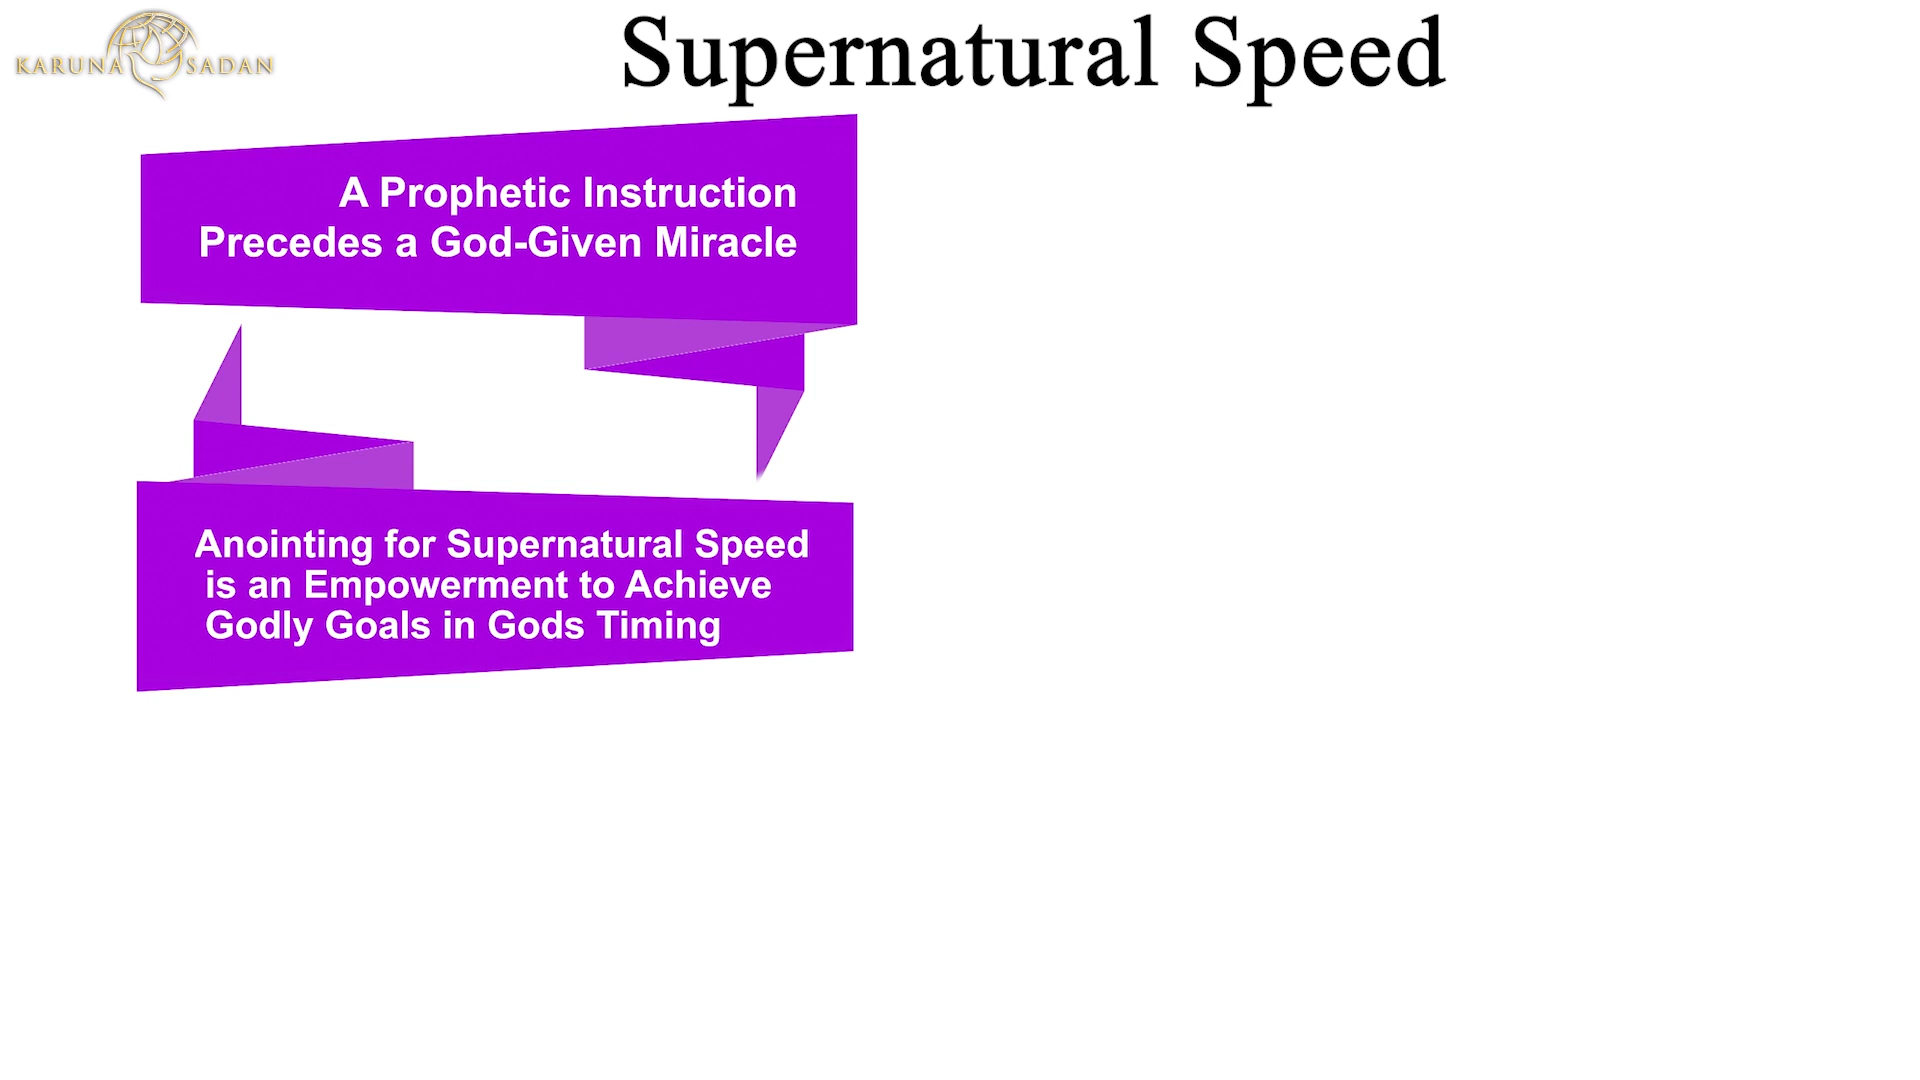 KARUNA SADAN
Supernatural Speed
A Prophetic Instruction
Precedes a God-Given Miracle
Anointing for Supernatural Speed
is an Empowerment to Achieve
Godly Goals in Gods Timing